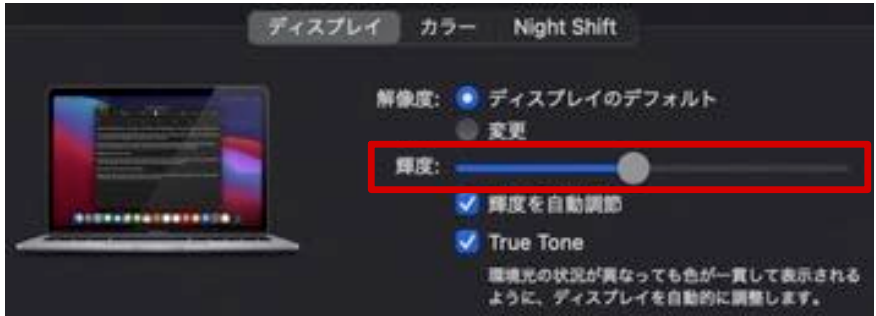 ディスプレイ カラー Night Shift
解像度: ディスプレイのデフォルト
変更
輝度:
輝度を自動調節
True Tone
環境光の状況が異なっても色が一貫して表示される
ように、ディスプレイを自動的に調整します。